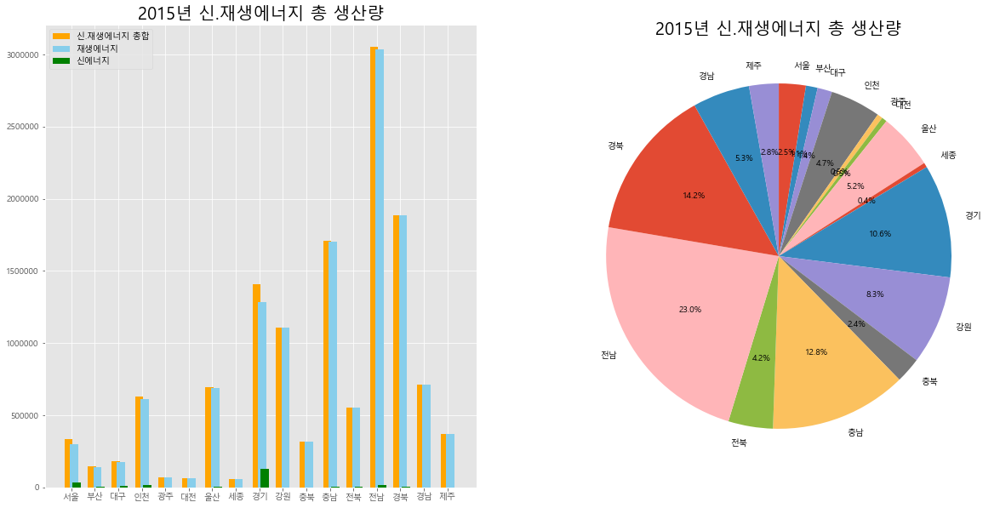 2015년 신.재생에너지 총 생산량
신.재생에너지 종합
재생에너지
신에너지
3000000
2500000
2000000
1500000
1000000
500000
0
서울 부산 대구 인천 광주 대전 울산 세종 경기 강원 충북 충남 전북 전남 경북 경남 제주
2015년 신.재생에너지 총 생산량
서울
부산
대구
인천
광주
대전
울산
세종
경기
강원
충북
충남
전북
전남
경북
경남
제주
2.5%
1.1%
1.4%
4.7%
0.5%
5.2%
0.4%
10.6%
8.3%
2.4%
12.8%
4.2%
23.0%
14.2%
5.3%
2.8%